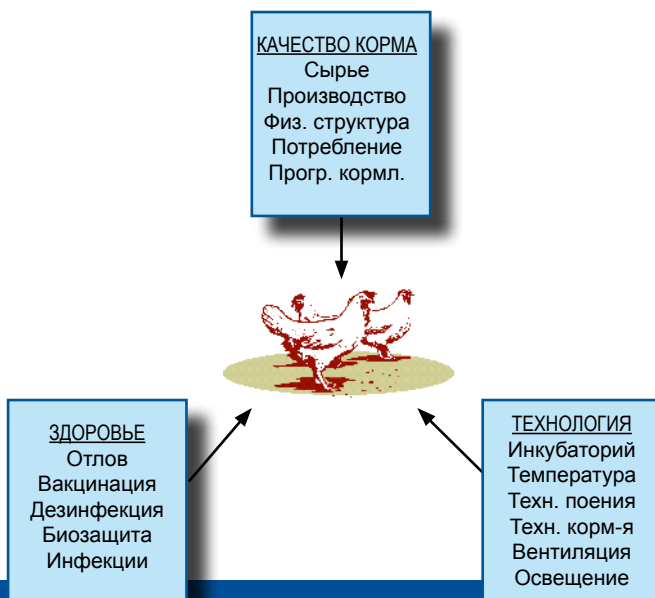 КАЧЕСТВО КОРМА
Сырье
Производство
Физ. структура
Потребление
Прогр. кормл.
ЗДОРОВЬЕ
Отлов
Вакцинация
Дезинфекция
Биозащита
Инфекции
ТЕХНОЛОГИЯ
Инкубаторий
Температура
Техн. поения
Техн. корм-я
Вентиляция
Освещение